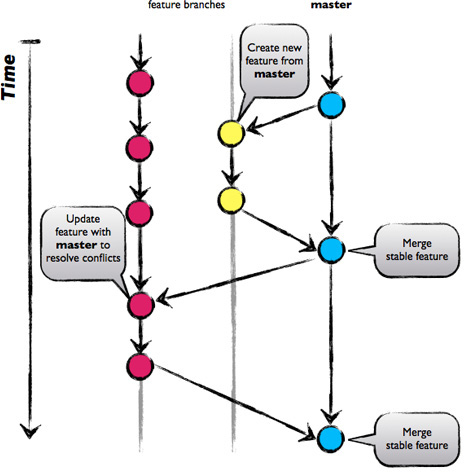 feature branches
master
Time
Create new
feature from
master
Update
feature with
master to
resolve conflicts
Merge
stable feature
Merge
stable feature